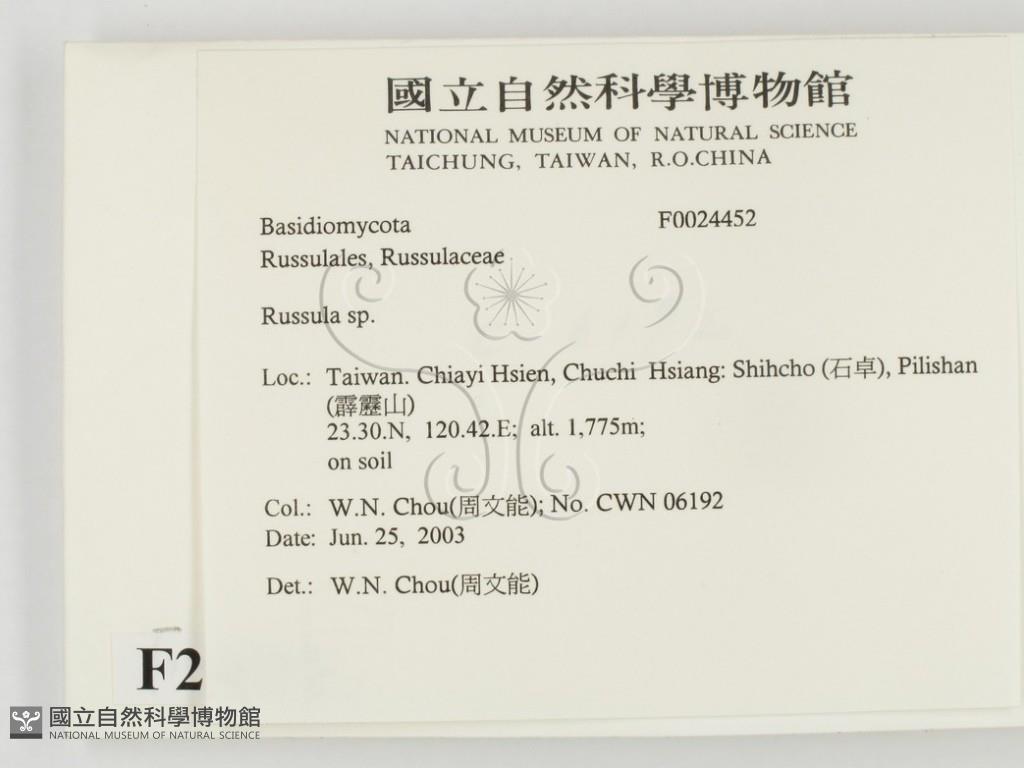 國立自然科學博物館
NATIONAL MUSEUM OF NATURAL SCIENCE
TAICHUNG, TAIWAN, R.O.CHINA
Basidiomycota F0024452
Russulales, Russulaceae
Russula sp.
Loc.: Taiwan. Chiayi Hsien, Chuchi Hsiang: Shihcho (石卓), Pilishan
(霹靂山)
23.30.N, 120.42.E; alt. 1,775m;
on soil
Col.: W.N. Chou(周文能); No. CWN 06192
Date: Jun. 25, 2003
Det.: W.N. Chou(周文能)
F2
國立自然科學博物館
NATIONAL MUSEUM OF NATURAL SCIENCE